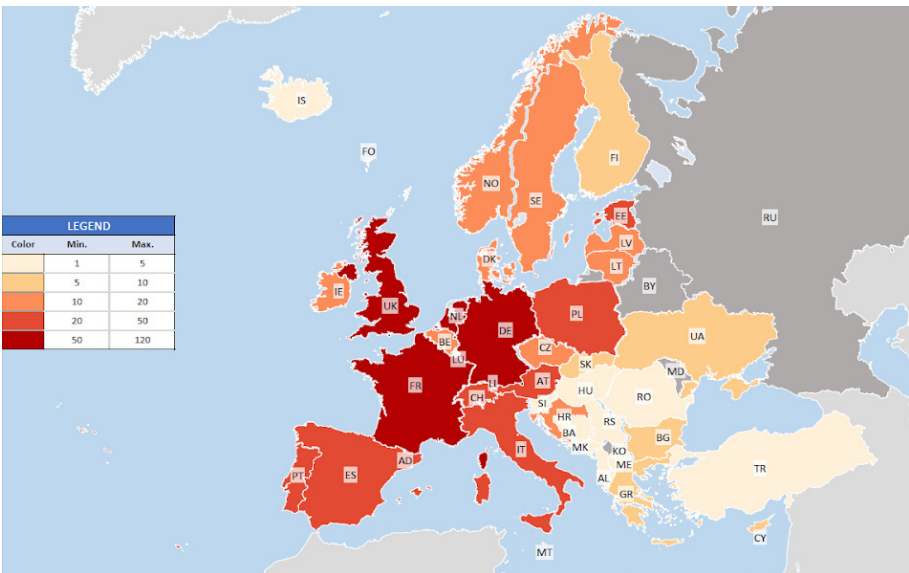 IS
FO
FI
NO
SE
EE
RU
LEGEND
Color Min. Max.
1 5
5 10
10 20
20 50
50 120
LV
DK
LT
IE
BY
UK
NL
PL
DE
BE
UA
CZ
LU
SK
MD
FR
LI
AT
HU
CH
SI
RO
HR
RS
BA
BG
MK
KO
IT
AD
ME
PT
ES
TR
AL
GR
CY
MT